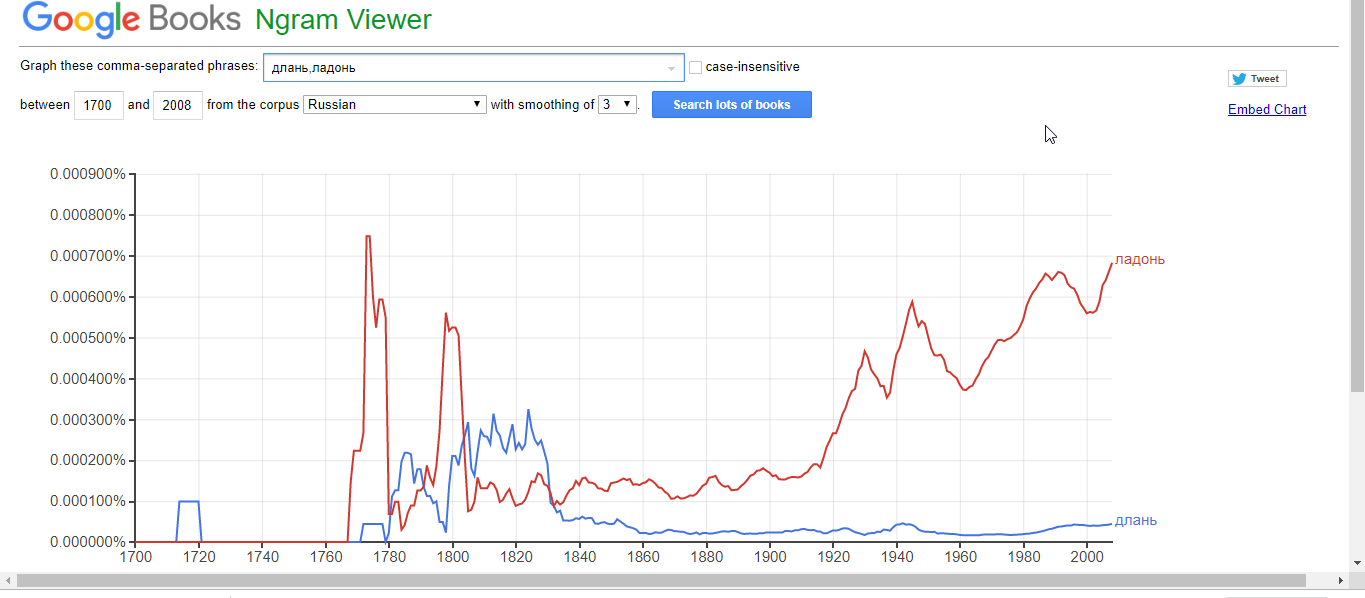 Google Books Ngram Viewer
Graph these comma-separated phrases: длань,ладонь case-insensitive
between 1700 and 2008 from the corpus Russian with smoothing of 3 . Search lots of books
Tweet
Embed Chart
0.000900%
0.000800%
0.000700%
0.000600%
0.000500%
0.000400%
0.000300%
0.000200%
0.000100%
0.000000%
ладонь
длань
1700 1720 1740 1760 1780 1800 1820 1840 1860 1880 1900 1920 1940 1960 1980 2000